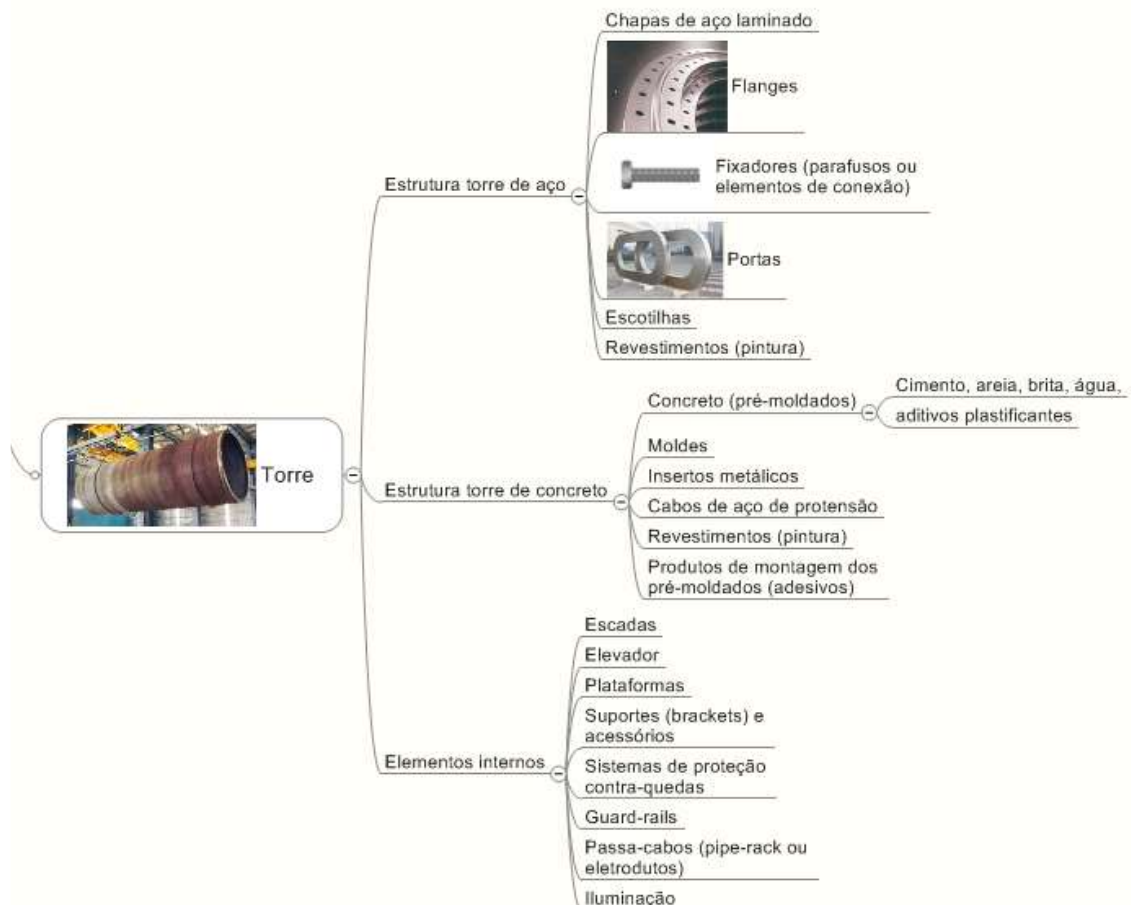 Chapas de aço laminado
Flanges
Fixadores (parafusos ou
elementos de conexão)
Estrutura torre de aço
Portas
Escotilhas
Revestimentos (pintura)
Torre
Estrutura torre de concreto
Concreto (pré-moldados)
Cimento, areia, brita, água,
aditivos plastificantes
Moldes
Insertos metálicos
Cabos de aço de protensão
Revestimentos (pintura)
Produtos de montagem dos
pré-moldados (adesivos)
Elementos internos
Escadas
Elevador
Plataformas
Suportes (brackets) e
acessórios
Sistemas de proteção
contra-quedas
Guard-rails
Passa-cabos (pipe-rack ou
eletrodutos)
Iluminação